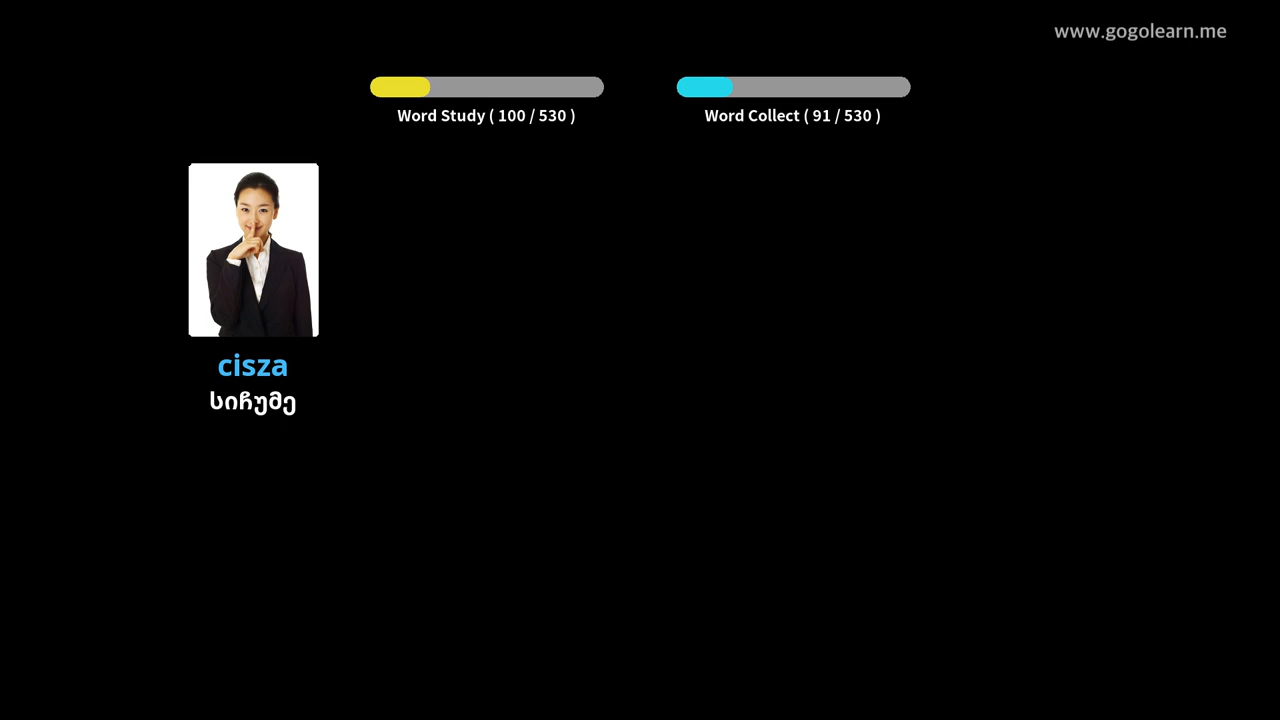 www.gogolearn.me
Word Study ( 100 / 530 )
Word Collect ( 91 / 530 )
cisza
სიჩუმე